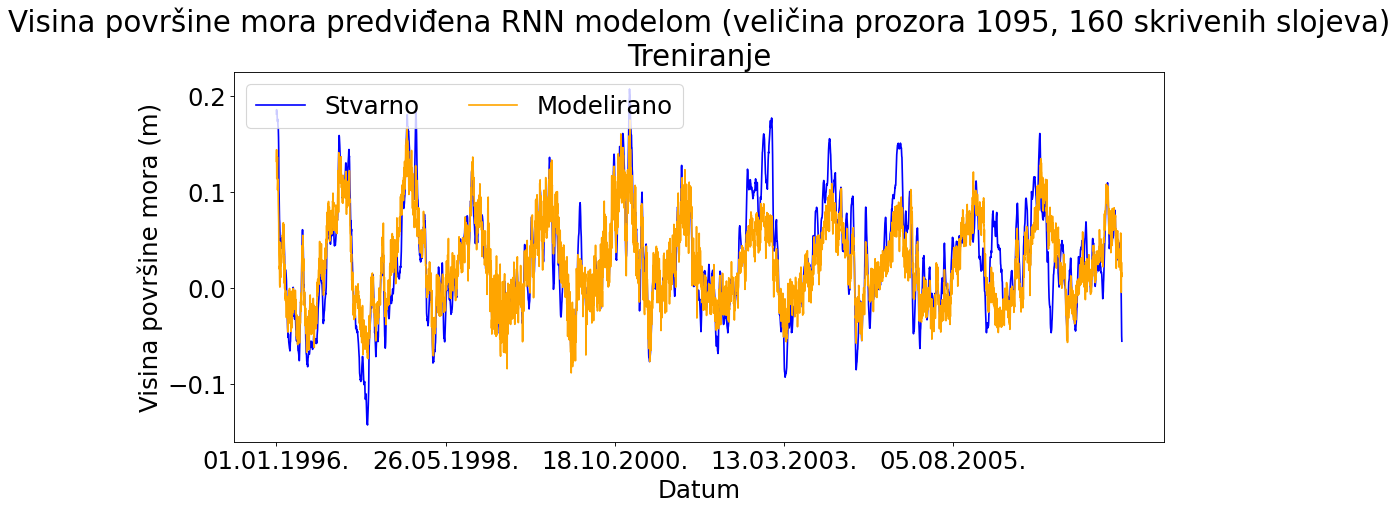 Visina površine mora predviđena RNN modelom (veličina prozora 1095, 160 skrivenih slojeva)
Treniranje
Stvarno Modelirano
Visina površine mora (m)
0.2
0.1
0.0
−0.1
01.01.1996. 26.05.1998. 18.10.2000. 13.03.2003. 05.08.2005.
Datum